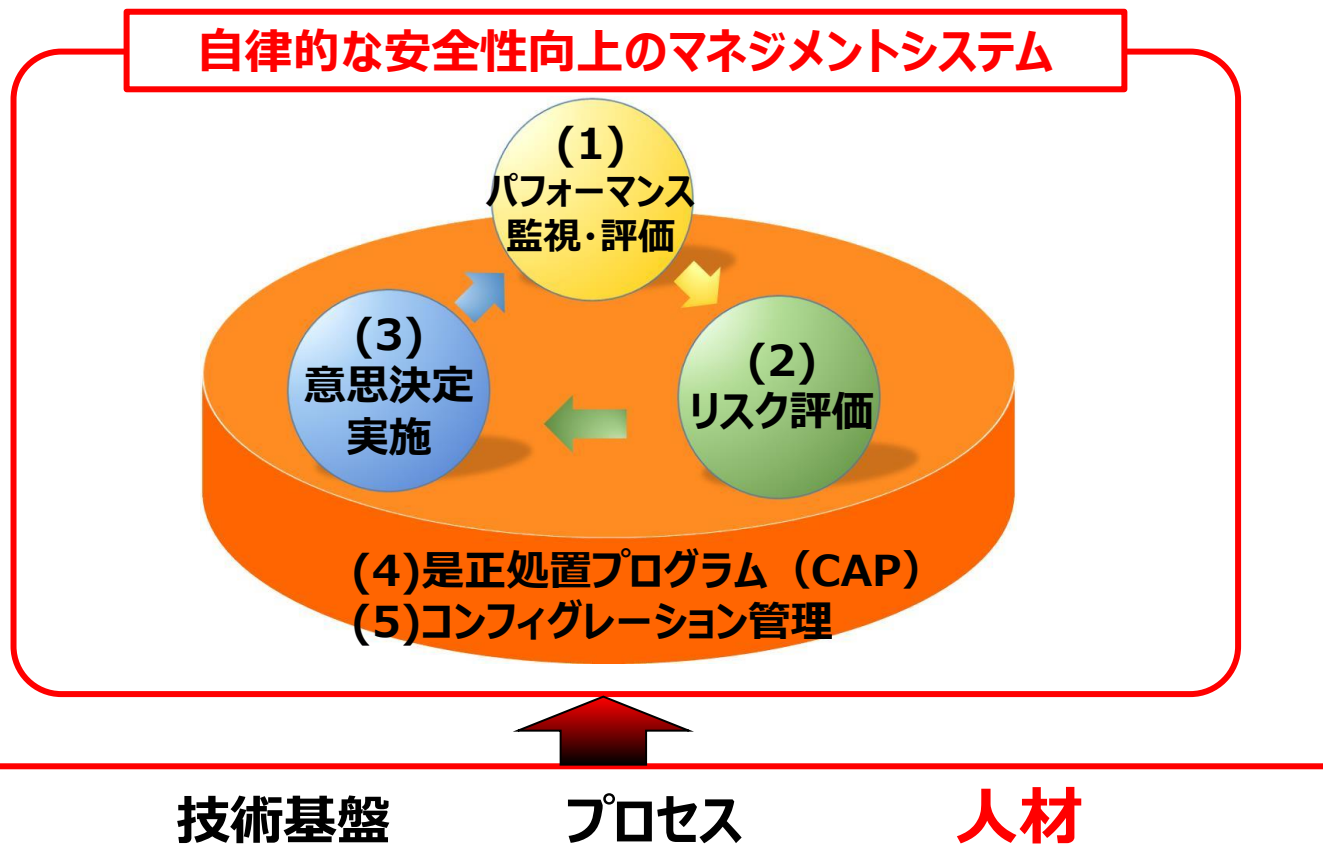 自律的な安全性向上のマネジメントシステム
(1)
パフォーマンス
監視・評価
(2)
リスク評価
(3)
意思決定
実施
(4)是正処置プログラム（CAP）
(5)コンフィグレーション管理
技術基盤 プロセス 人材